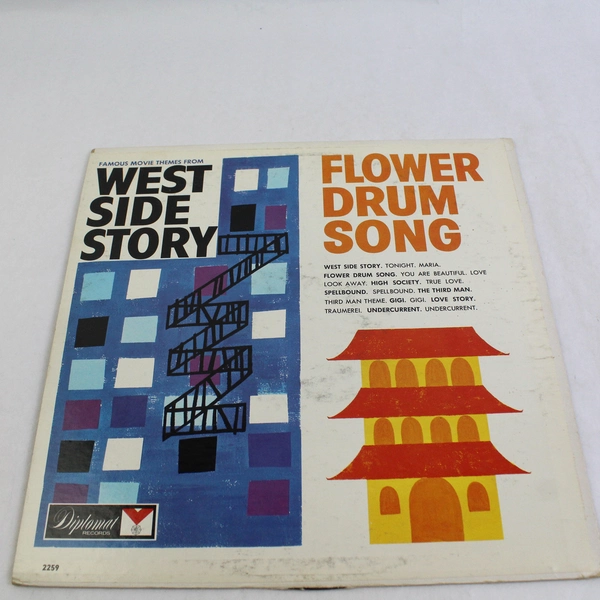 FAMOUS MOVIE THEMES FROM
WEST
SIDE
STORY
FLOWER
DRUM
SONG
WEST SIDE STORY. TONIGHT. MARIA.
FLOWER DRUM SONG. YOU ARE BEAUTIFUL. LOVE
LOOK AWAY. HIGH SOCIETY. TRUE LOVE.
SPELLBOUND. SPELLBOUND. THE THIRD MAN.
THIRD MAN THEME. GIGI. GIGI. LOVE STORY.
TRAUMEREI. UNDERCURRENT. UNDERCURRENT.
Diplomat
RECORDS
2259